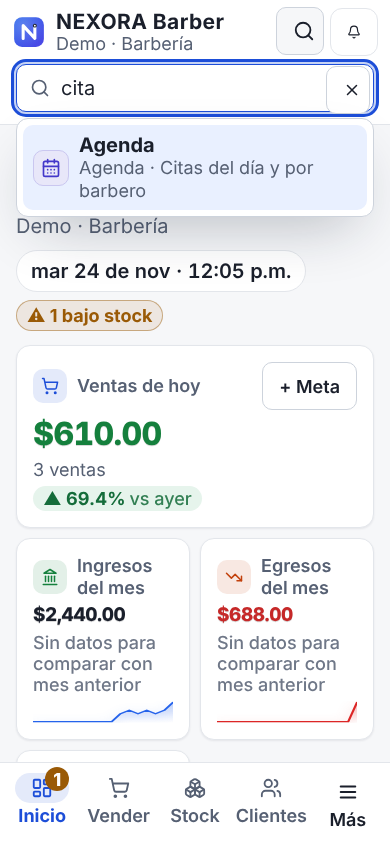 N
NEXORA Barber
Demo · Barbería
cita
Agenda
Agenda · Citas del día y por
barbero
Demo · Barbería
mar 24 de nov · 12:05 p.m.
1 bajo stock
Ventas de hoy
+ Meta
$610.00
3 ventas
▲ 69.4% vs ayer
Ingresos
del mes
$2,440.00
Sin datos para
comparar con
mes anterior
Egresos
del mes
$688.00
Sin datos para
comparar con
mes anterior
1
Inicio
Vender
Stock
Clientes
Más